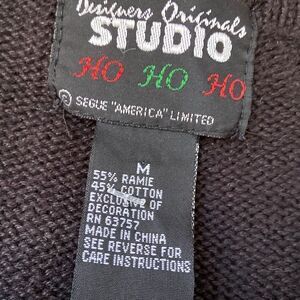 Designers Originals
STUDIO
HO HO HO
© SEGUE "AMERICA" LIMITED
M
55% RAMIE
45% COTTON
EXCLUSIVE OF
DECORATION
RN 63757
MADE IN CHINA
SEE REVERSE FOR
CARE INSTRUCTIONS